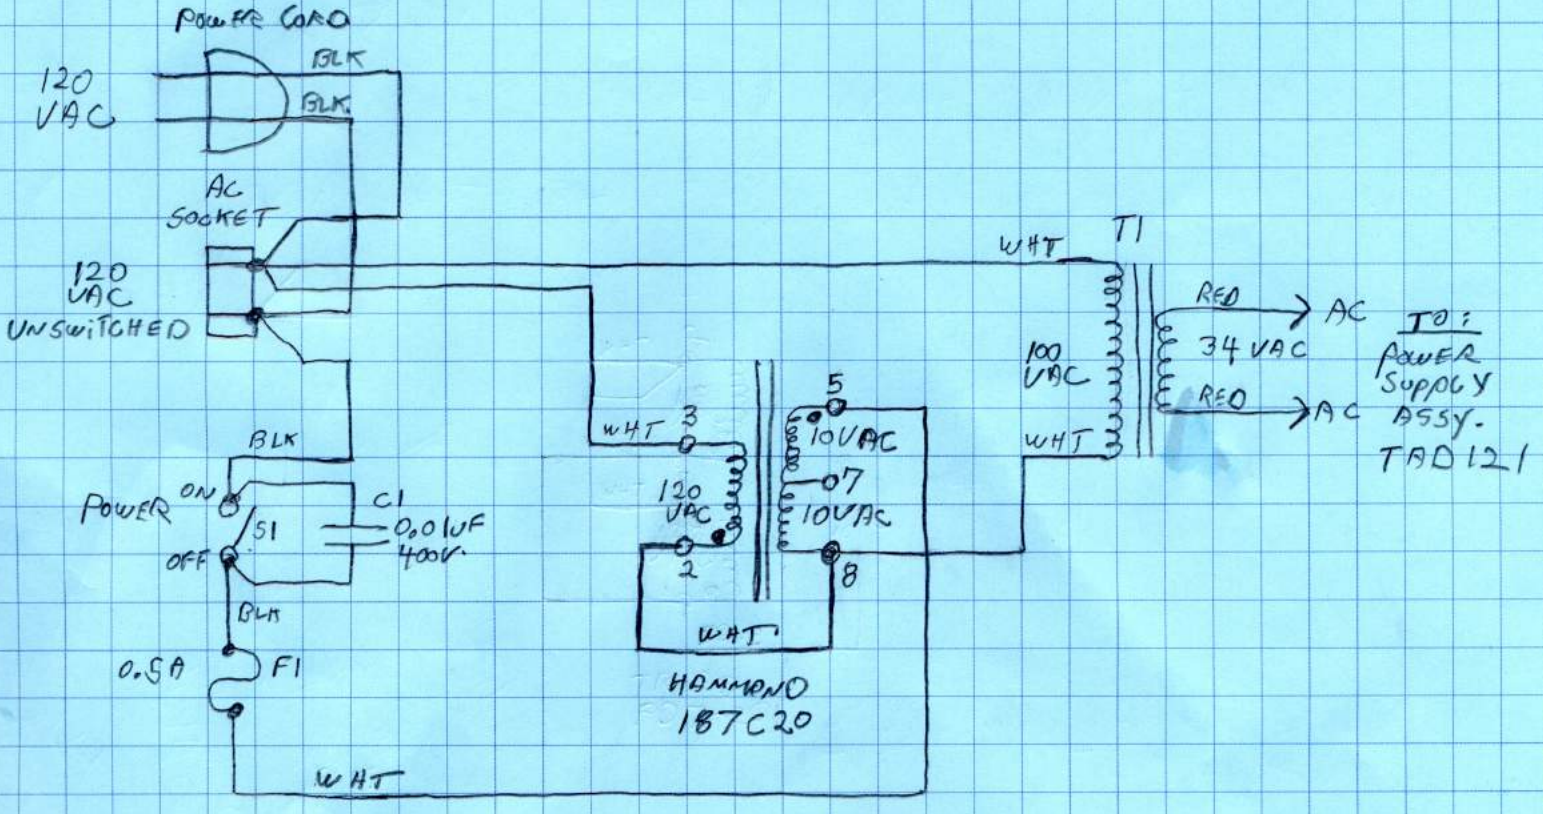 POWER CORD
BLK
120
VAC
BLK
AC
SOCKET
120
VAC
UNSWITCHED
BLK
POWER
ON
OFF
S1
C1
0.01UF
400V.
BLK
0.5A
F1
WHT
WHT
3
120
VAC
2
WHT
5
10VAC
7
10VAC
8
HAMMOND
187C20
WHT
T1
100
VAC
WHT
RED
34 VAC
RED
AC
AC
TO:
POWER
SUPPLY
ASSY.
TAD121